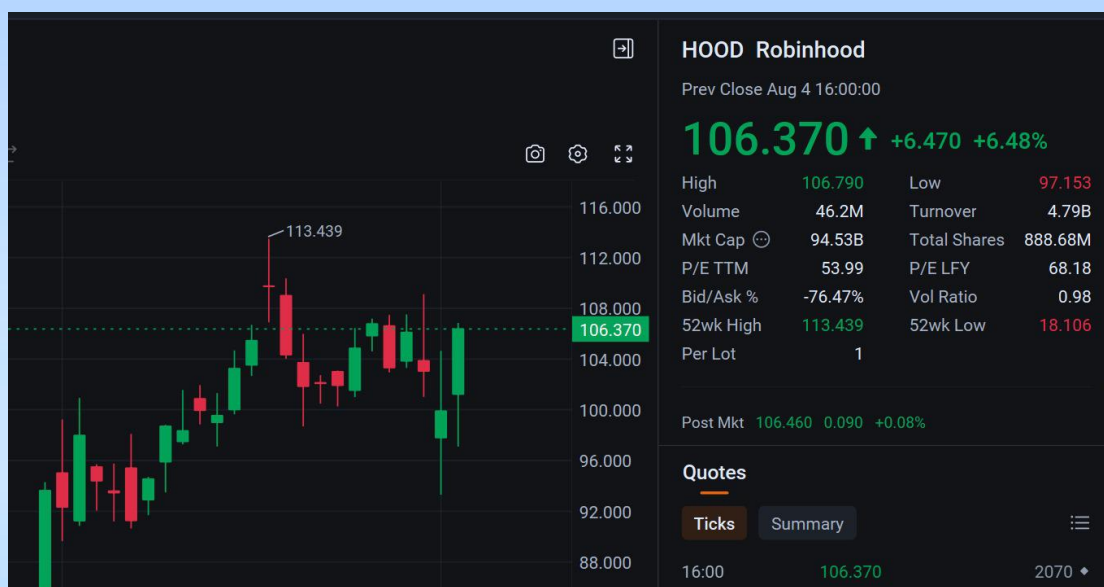 HOOD Robinhood
Prev Close Aug 4 16:00:00
106.370 +6.470 +6.48%
High 106.790 Low 97.153
Volume 46.2M Turnover 4.79B
Mkt Cap 94.53B Total Shares 888.68M
P/E TTM 53.99 P/E LFY 68.18
Bid/Ask % -76.47% Vol Ratio 0.98
52wk High 113.439 52wk Low 18.106
Per Lot 1
Post Mkt 106.460 0.090 +0.08%
Quotes
Ticks Summary
16:00 106.370 2070
113.439
116.000
112.000
108.000
106.370
104.000
100.000
96.000
92.000
88.000